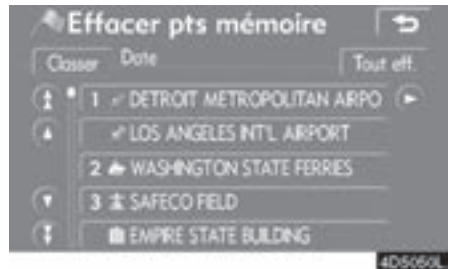 Effacer pts mémoire
Classer Date Tout eff.
1 DETROIT METROPOLITAN AIRPO
LOS ANGELES INT'L AIRPORT
2 WASHINGTON STATE FERRIES
3 SAFECO FIELD
EMPIRE STATE BUILDING
4D5050L